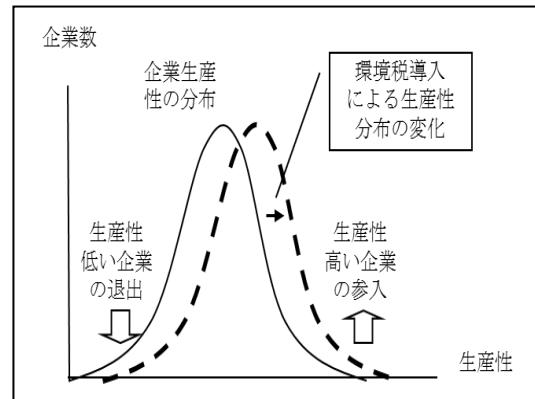 企業数
企業生産
性の分布
環境税導入
による生産性
分布の変化
生産性
低い企業
の退出
生産性
高い企業
の参入
生産性